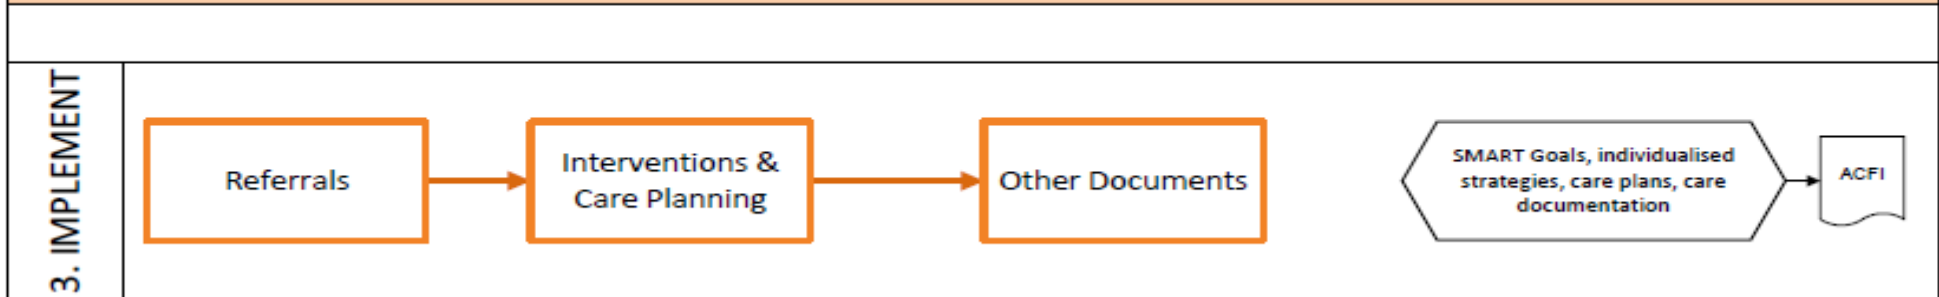 3. IMPLEMENT
Referrals
Interventions &
Care Planning
Other Documents
SMART Goals, individualised
strategies, care plans, care
documentation
ACFI